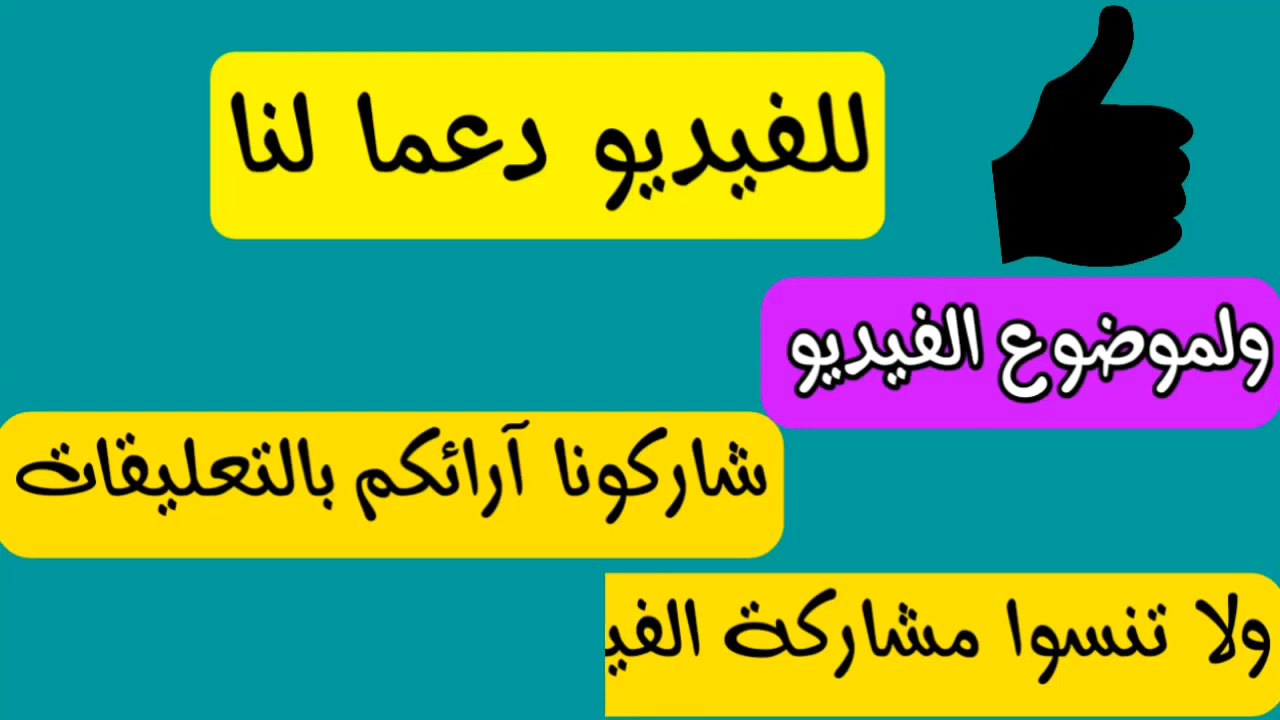 للفيديو دعما لنا
ولموضوع الفيديو
شاركونا آرائكم بالتعليقات
ولا تنسوا مشاركة